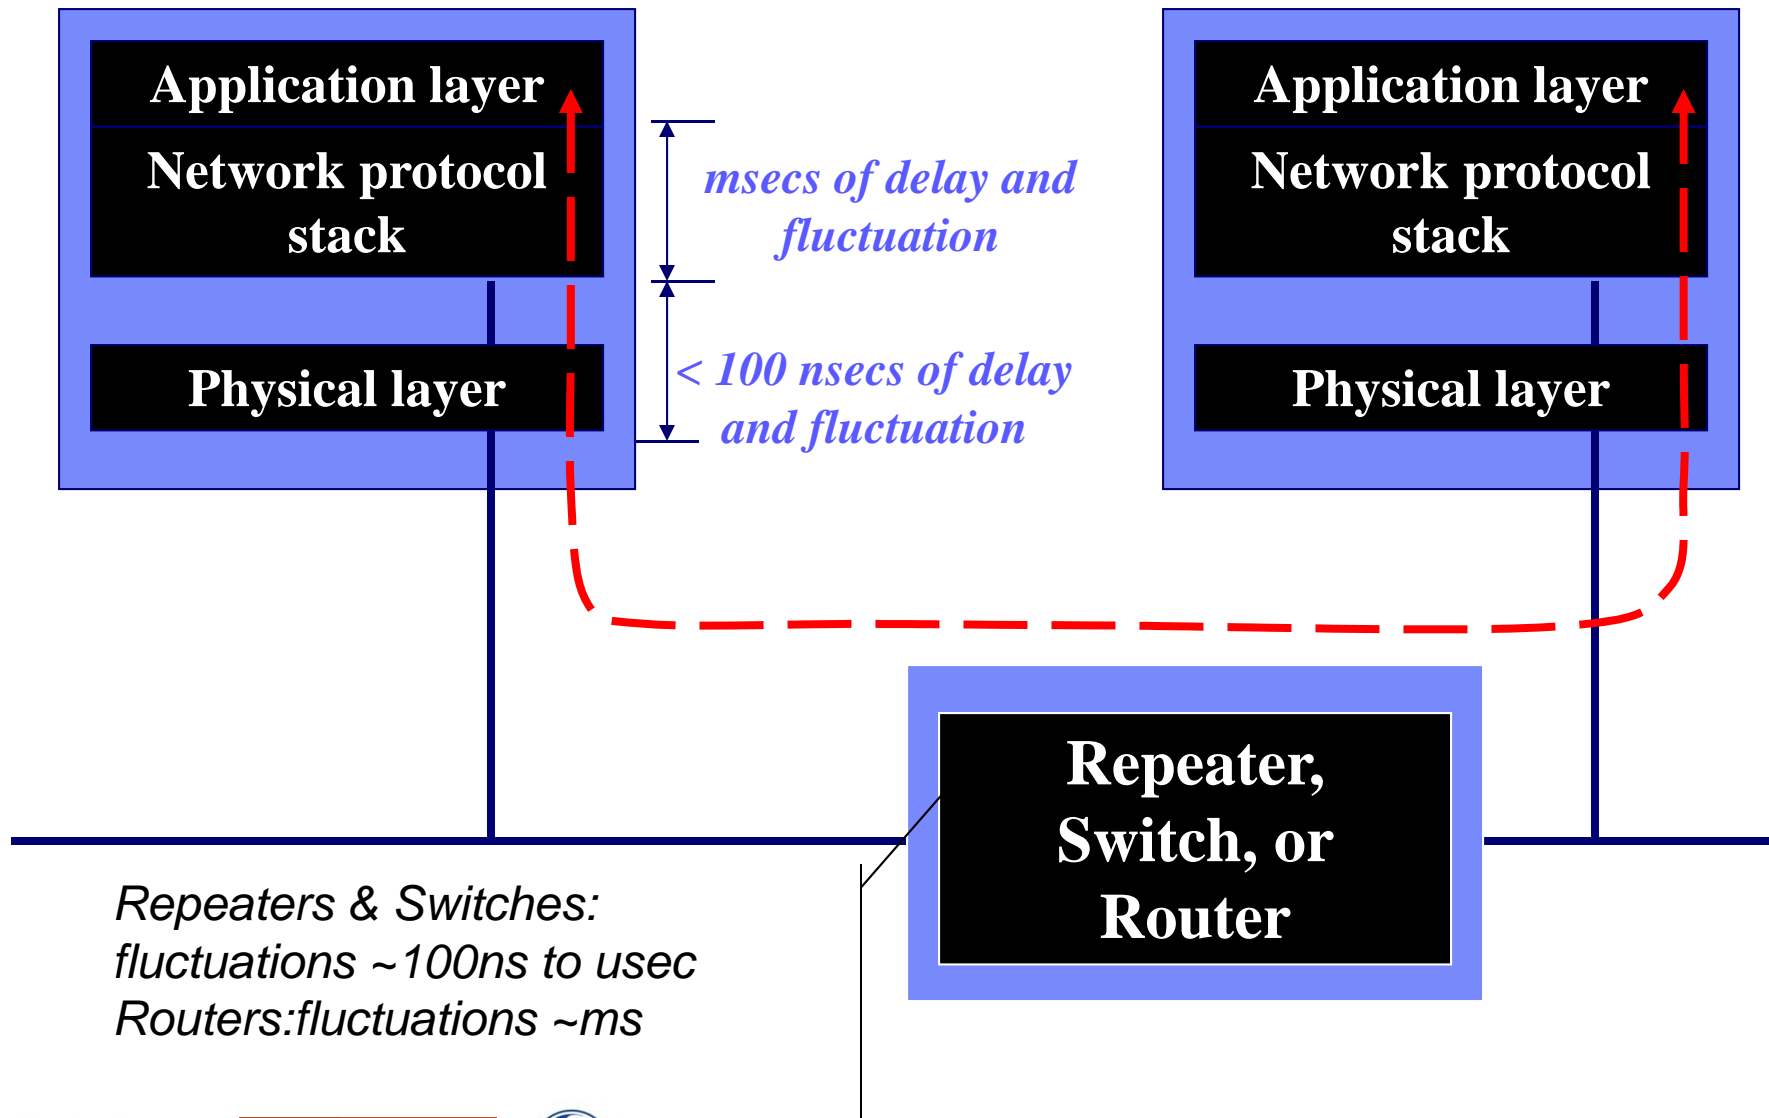 Application layer
Network protocol
stack
Physical layer
msecs of delay and
fluctuation
< 100 nsecs of delay
and fluctuation
Application layer
Network protocol
stack
Physical layer
Repeater,
Switch, or
Router
Repeaters & Switches:
fluctuations ~100ns to usec
Routers:fluctuations ~ms